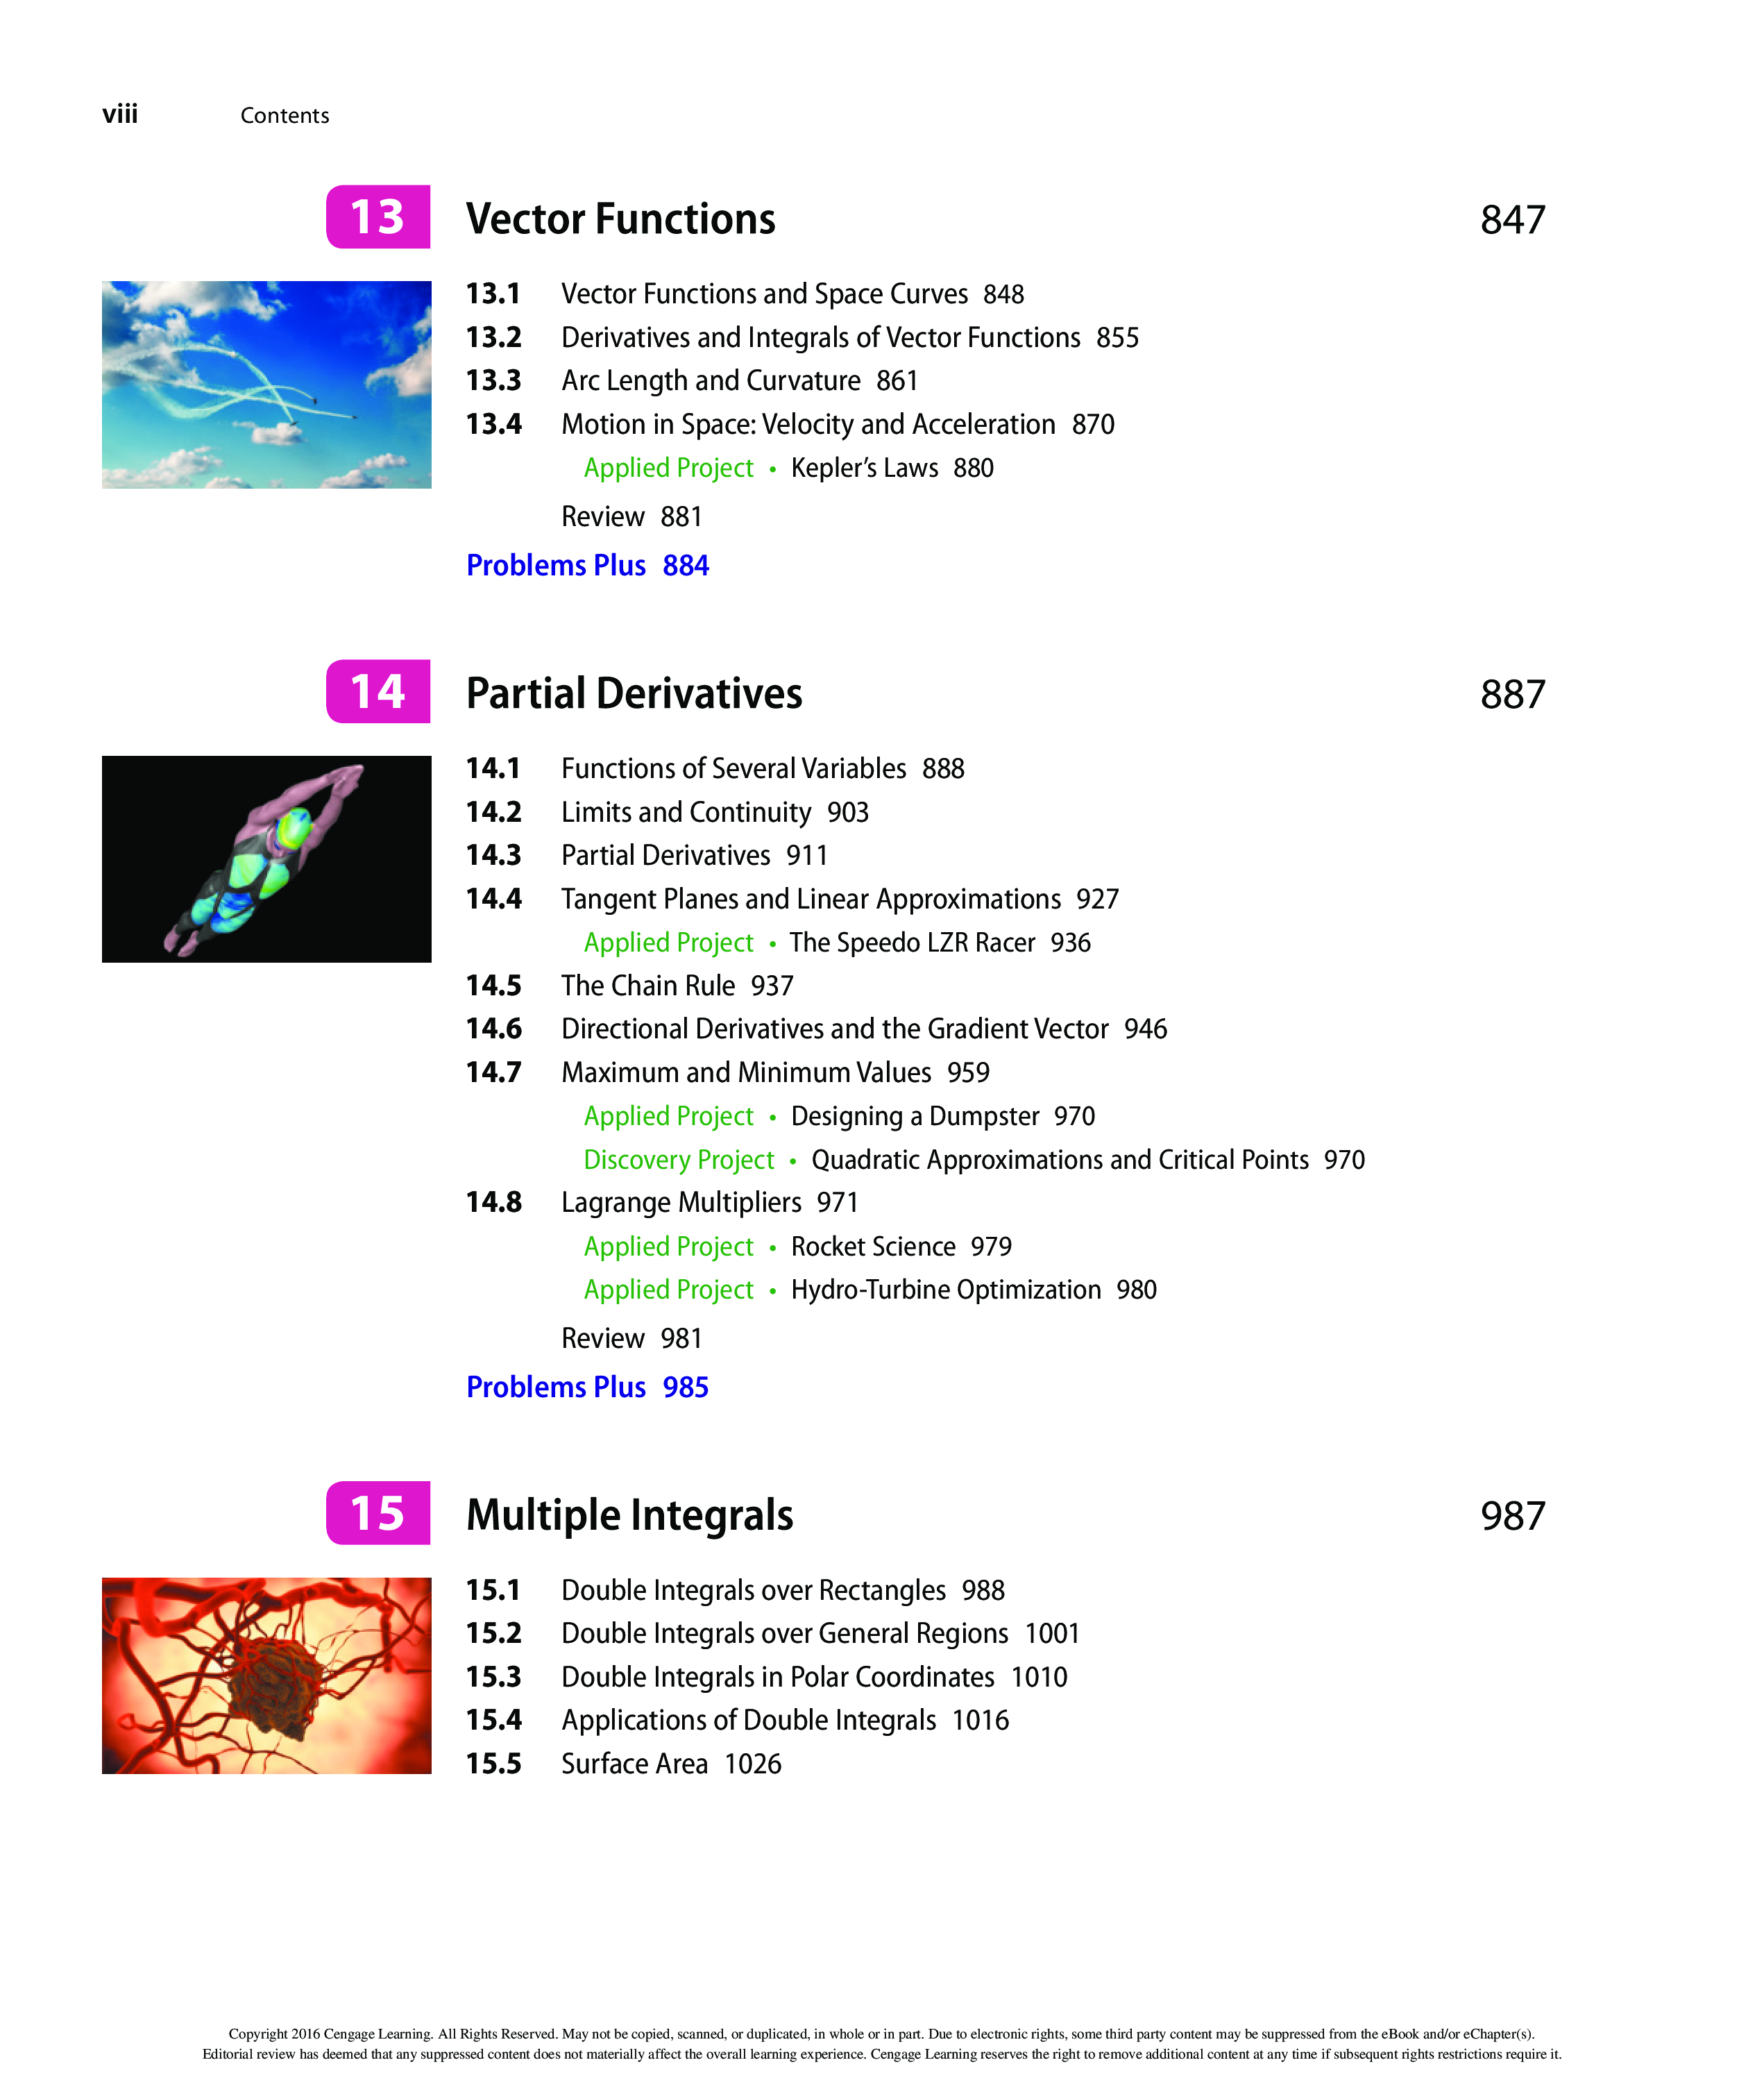 viii Contents
13 Vector Functions 847
13.1 Vector Functions and Space Curves 848
13.2 Derivatives and Integrals of Vector Functions 855
13.3 Arc Length and Curvature 861
13.4 Motion in Space: Velocity and Acceleration 870
Applied Project • Kepler’s Laws 880
Review 881
Problems Plus 884
14 Partial Derivatives 887
14.1 Functions of Several Variables 888
14.2 Limits and Continuity 903
14.3 Partial Derivatives 911
14.4 Tangent Planes and Linear Approximations 927
Applied Project • The Speedo LZR Racer 936
14.5 The Chain Rule 937
14.6 Directional Derivatives and the Gradient Vector 946
14.7 Maximum and Minimum Values 959
Applied Project • Designing a Dumpster 970
Discovery Project • Quadratic Approximations and Critical Points 970
14.8 Lagrange Multipliers 971
Applied Project • Rocket Science 979
Applied Project • Hydro-Turbine Optimization 980
Review 981
Problems Plus 985
15 Multiple Integrals 987
15.1 Double Integrals over Rectangles 988
15.2 Double Integrals over General Regions 1001
15.3 Double Integrals in Polar Coordinates 1010
15.4 Applications of Double Integrals 1016
15.5 Surface Area 1026
Copyright 2016 Cengage Learning. All Rights Reserved. May not be copied, scanned, or duplicated, in whole or in part. Due to electronic rights, some third party content may be suppressed from the eBook and/or eChapter(s).
Editorial review has deemed that any suppressed content does not materially affect the overall learning experience. Cengage Learning reserves the right to remove additional content at any time if subsequent rights restrictions require it.